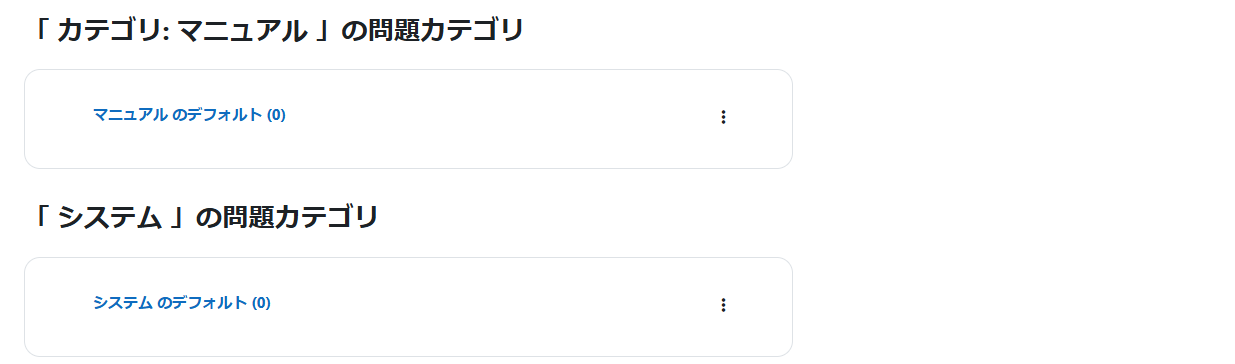 「 カテゴリ: マニュアル 」の問題カテゴリ
マニュアル のデフォルト (0)
「 システム 」の問題カテゴリ
システム のデフォルト (0)